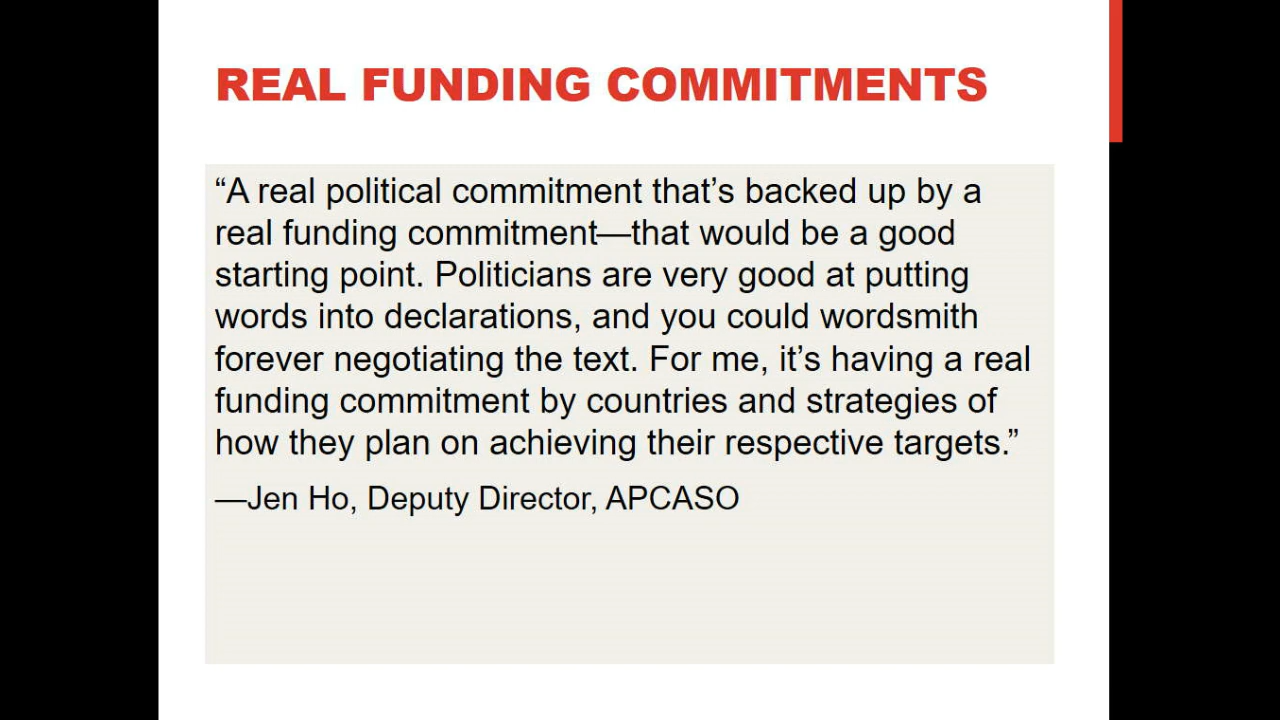 REAL FUNDING COMMITMENTS
“A real political commitment that’s backed up by a
real funding commitment—that would be a good
starting point. Politicians are very good at putting
words into declarations, and you could wordsmith
forever negotiating the text. For me, it’s having a real
funding commitment by countries and strategies of
how they plan on achieving their respective targets.”
—Jen Ho, Deputy Director, APCASO